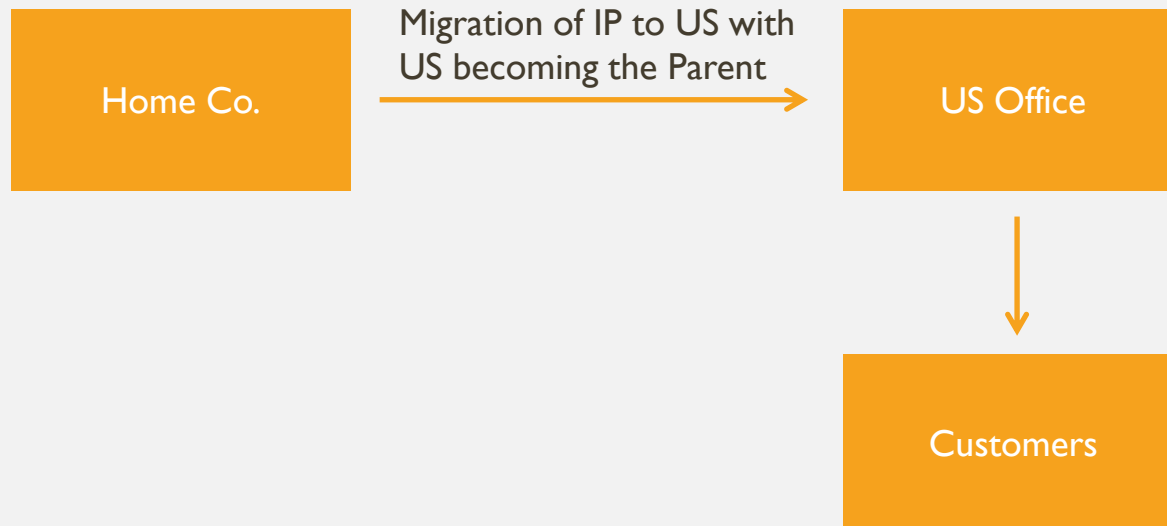 Home Co.
Migration of IP to US with
US becoming the Parent
US Office
Customers